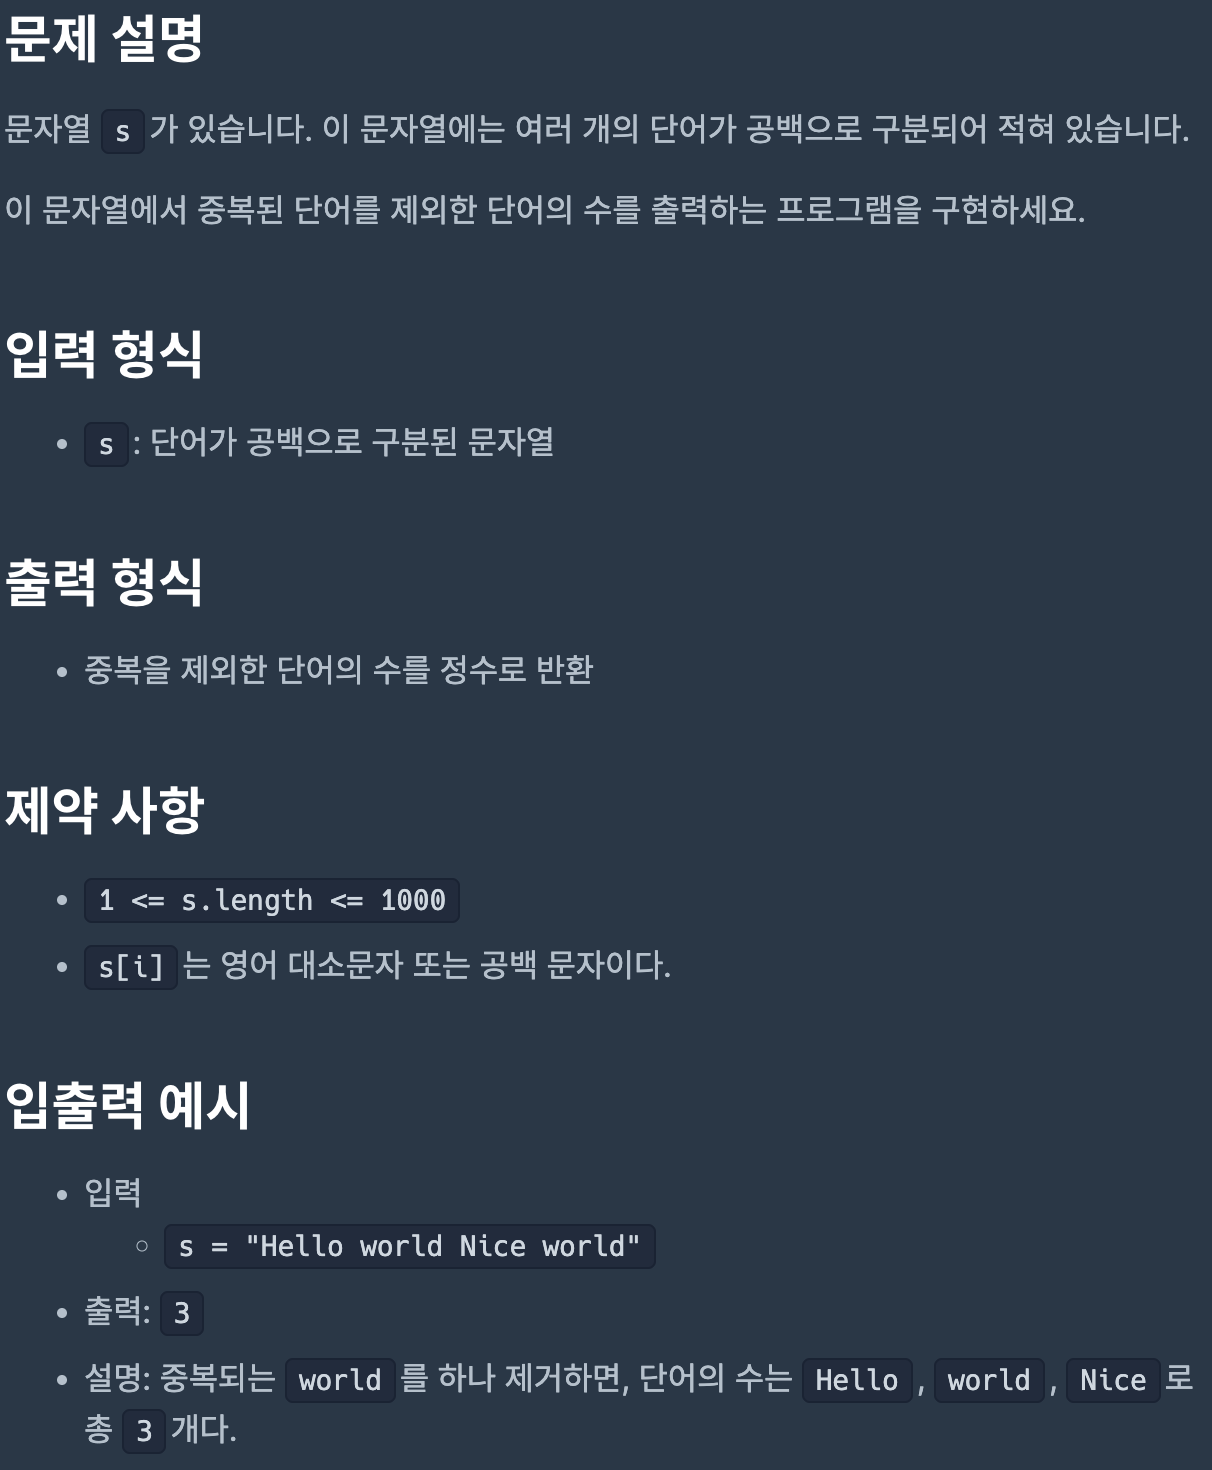 문제 설명
문자열 s 가 있습니다. 이 문자열에는 여러 개의 단어가 공백으로 구분되어 적혀 있습니다.
이 문자열에서 중복된 단어를 제외한 단어의 수를 출력하는 프로그램을 구현하세요.
입력 형식
• s : 단어가 공백으로 구분된 문자열
출력 형식
• 중복을 제외한 단어의 수를 정수로 반환
제약 사항
• 1 <= s.length <= 1000
• s[i] 는 영어 대소문자 또는 공백 문자이다.
입출력 예시
• 입력
◦ s = "Hello world Nice world"
• 출력: 3
• 설명: 중복되는 world 를 하나 제거하면, 단어의 수는 Hello , world , Nice 로
총 3 개다.